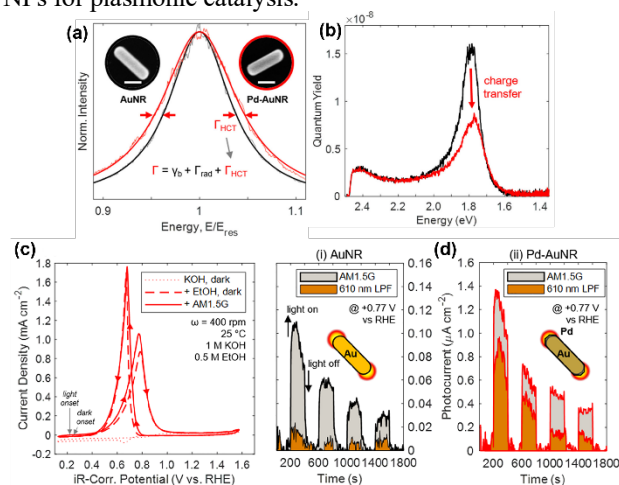 NPs for plasmonic catalysis.
(a)
AuNR
Pd-AuNR
Γ_HCT
Γ = γ_b + Γ_rad + Γ_HCT
Norm. Intensity
0.9 1 1.1
Energy, E/E_res
(b)
×10⁻⁸
2
1.5
1
0.5
0
Quantum Yield
charge
transfer
2.4 2.2 2 1.8 1.6 1.4
Energy (eV)
(c)
1.8
1.6
1.4
1.2
1.0
0.8
0.6
0.4
0.2
0
-0.2
Current Density (mA cm⁻²)
KOH, dark
+ EtOH, dark
+ AM1.5G
ω = 400 rpm
25 °C
1 M KOH
0.5 M EtOH
light
onset
dark
onset
0.2 0.4 0.6 0.8 1.0 1.2 1.4 1.6
iR-Corr. Potential (V vs. RHE)
(i) AuNR
AM1.5G
610 nm LPF
@ +0.77 V
vs RHE
light on
light off
Au
0.16
0.14
0.12
0.10
0.08
0.06
0.04
0.02
0
200 600 1000 1400 1800
Time (s)
(d)
(ii) Pd-AuNR
AM1.5G
610 nm LPF
@ +0.77 V
vs RHE
Pd
Au
1.6
1.4
1.2
1.0
0.8
0.6
0.4
0.2
0
Photocurrent (μA cm⁻²)
200 600 1000 1400 1800
Time (s)